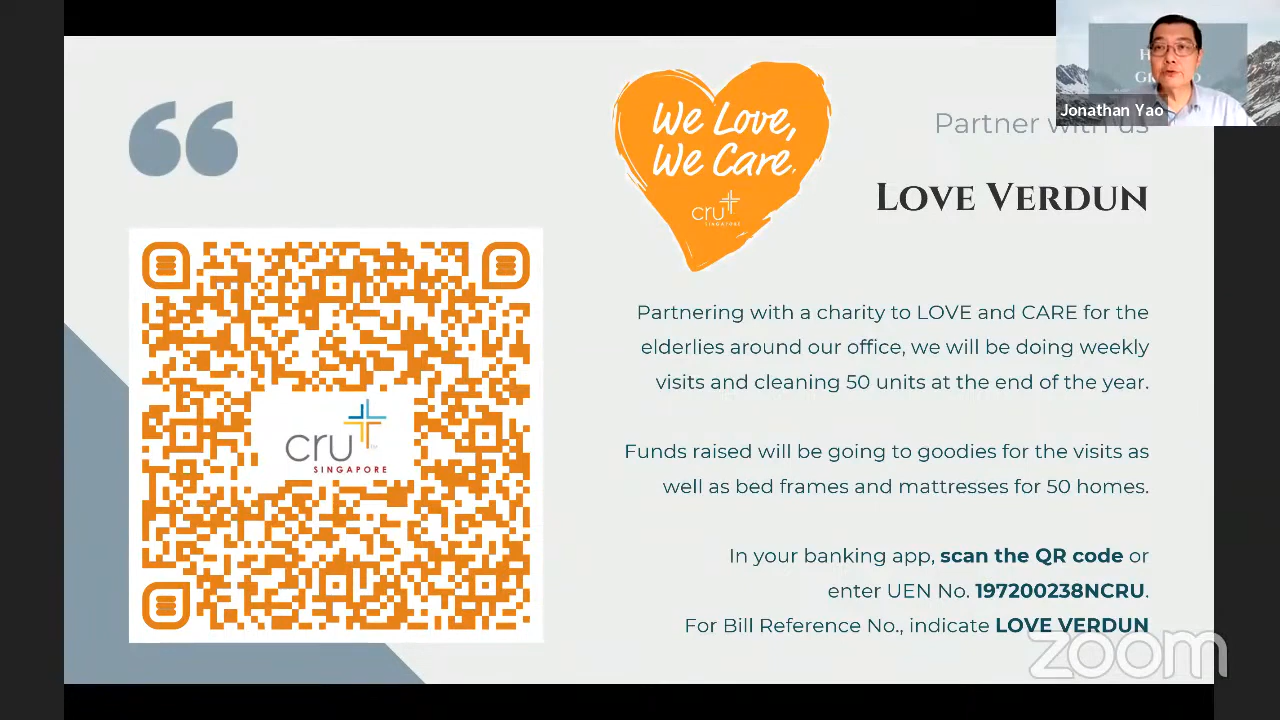 Jonathan Yao
Partner with us
LOVE VERDUN
We Love,
We Care.
cru
SINGAPORE
Partnering with a charity to LOVE and CARE for the
elderlies around our office, we will be doing weekly
visits and cleaning 50 units at the end of the year.
Funds raised will be going to goodies for the visits as
well as bed frames and mattresses for 50 homes.
In your banking app, scan the QR code or
enter UEN No. 197200238NCRU.
For Bill Reference No., indicate LOVE VERDUN
cru
SINGAPORE
zoom